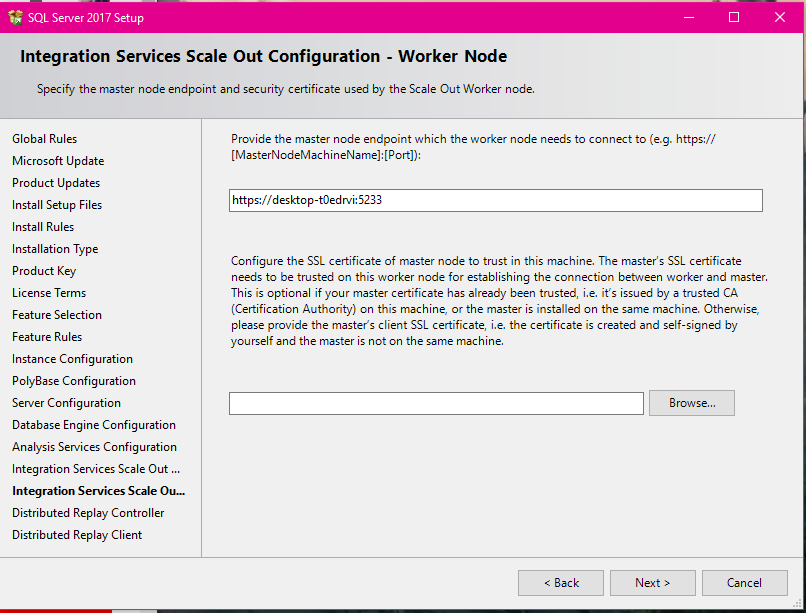 SQL Server 2017 Setup
Integration Services Scale Out Configuration - Worker Node
Specify the master node endpoint and security certificate used by the Scale Out Worker node.
Global Rules
Microsoft Update
Product Updates
Install Setup Files
Install Rules
Installation Type
Product Key
License Terms
Feature Selection
Feature Rules
Instance Configuration
PolyBase Configuration
Server Configuration
Database Engine Configuration
Analysis Services Configuration
Integration Services Scale Out ...
Integration Services Scale Ou...
Distributed Replay Controller
Distributed Replay Client
Provide the master node endpoint which the worker node needs to connect to (e.g. https://
[MasterNodeMachineName]:[Port]):
https://desktop-t0edrvi:5233
Configure the SSL certificate of master node to trust in this machine. The master's SSL certificate
needs to be trusted on this worker node for establishing the connection between worker and master.
This is optional if your master certificate has already been trusted, i.e. it's issued by a trusted CA
(Certification Authority) on this machine, or the master is installed on the same machine. Otherwise,
please provide the master's client SSL certificate, i.e. the certificate is created and self-signed by
yourself and the master is not on the same machine.
Browse...
< Back
Next >
Cancel